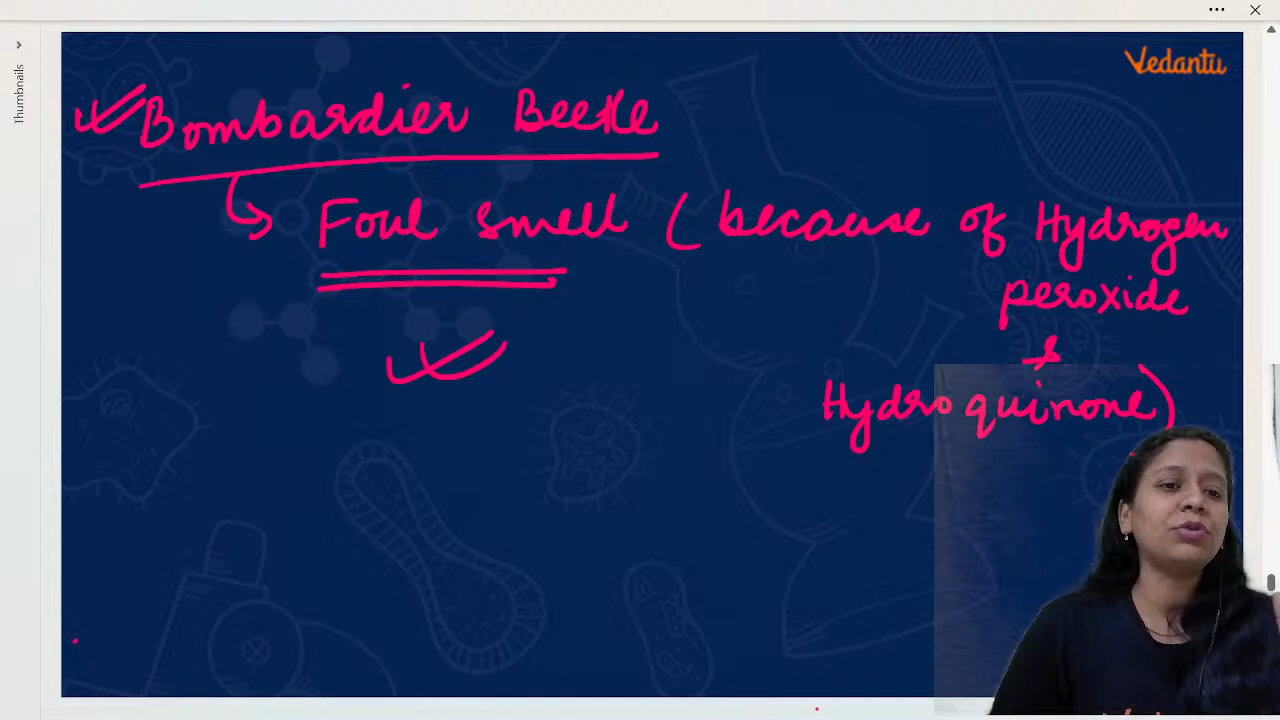 Thumbnails
Vedantu
Bombardier Beetle
Foul smell (because of Hydrogen
peroxide
&
Hydroquinone)